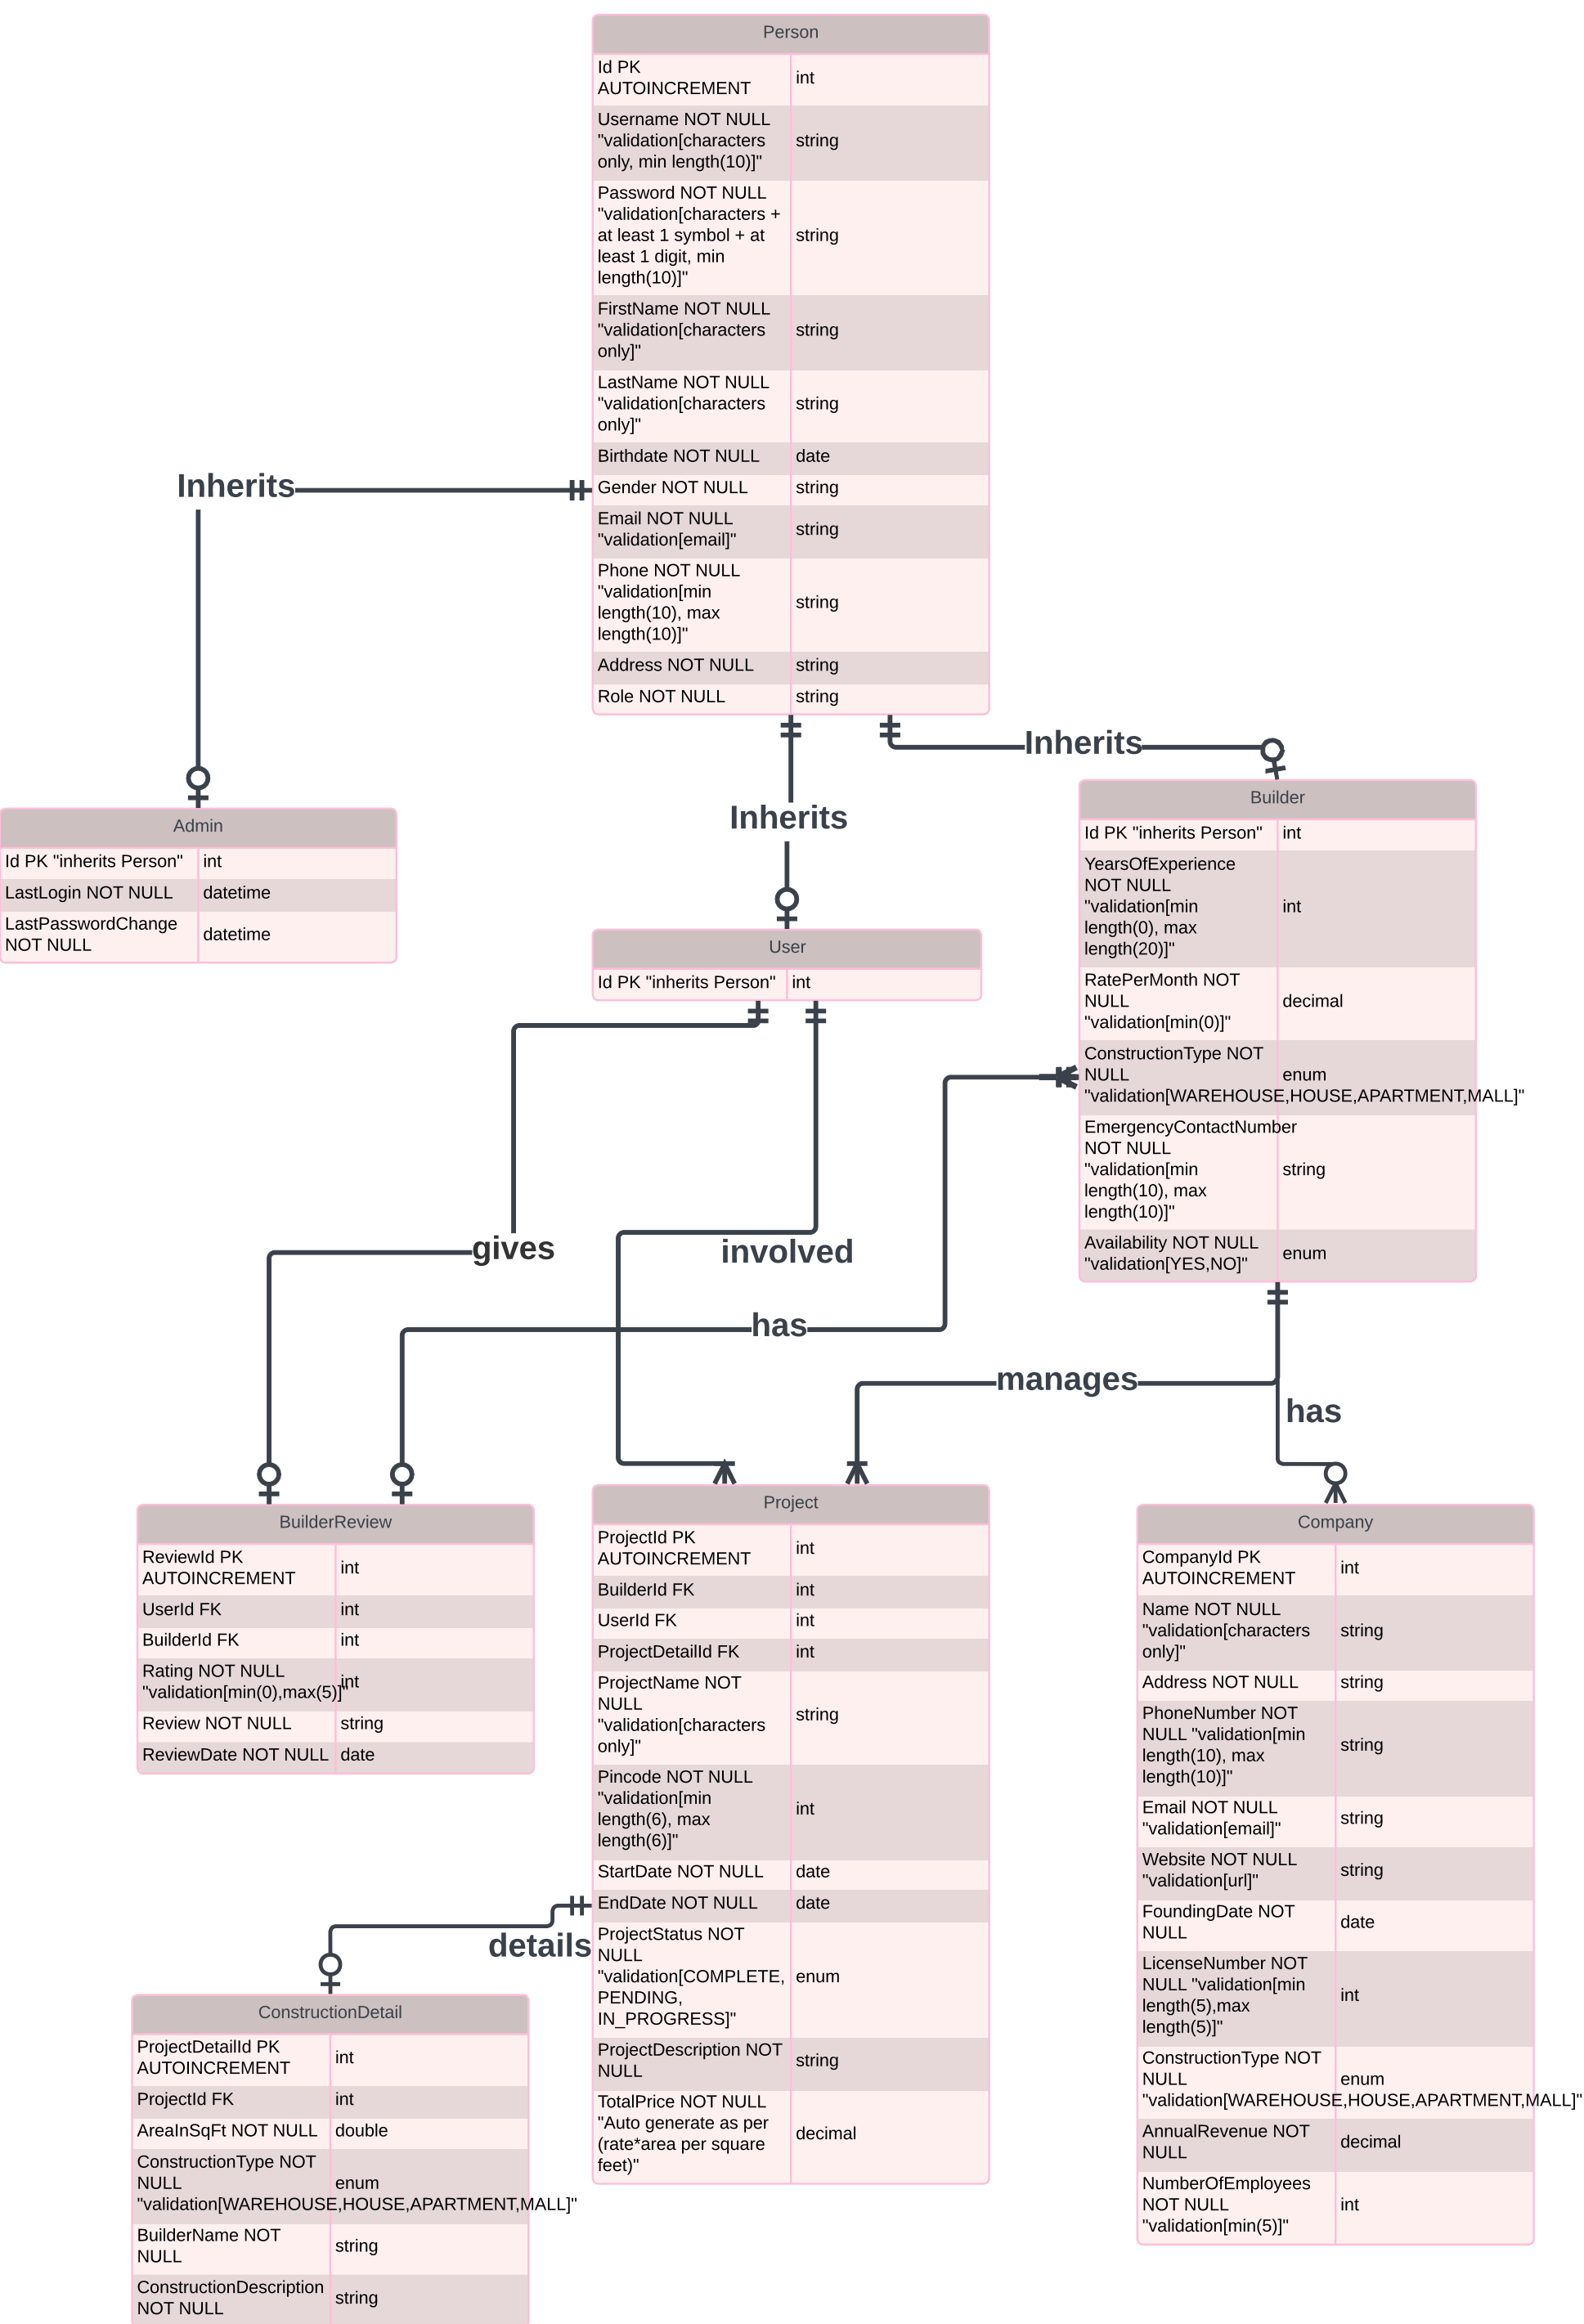 Person
Id PK
AUTOINCREMENT
int
Username NOT NULL
"validation[characters
only, min length(10)]"
string
Password NOT NULL
"validation[characters +
at least 1 symbol + at
least 1 digit, min
length(10)]"
string
FirstName NOT NULL
"validation[characters
only]"
string
LastName NOT NULL
"validation[characters
only]"
string
Birthdate NOT NULL
date
Gender NOT NULL
string
Email NOT NULL
"validation[email]"
string
Phone NOT NULL
"validation[min
length(10), max
length(10)]"
string
Address NOT NULL
string
Role NOT NULL
string
Inherits
Inherits
Inherits
Admin
Id PK "inherits Person"
int
LastLogin NOT NULL
datetime
LastPasswordChange
NOT NULL
datetime
User
Id PK "inherits Person"
int
Builder
Id PK "inherits Person"
int
YearsOfExperience
NOT NULL
"validation[min
length(0), max
length(20)]"
int
RatePerMonth NOT
NULL
"validation[min(0)]"
decimal
ConstructionType NOT
NULL
"validation[WAREHOUSE,HOUSE,APARTMENT,MALL]"
enum
EmergencyContactNumber
NOT NULL
"validation[min
length(10), max
length(10)]"
string
Availability NOT NULL
"validation[YES,NO]"
enum
gives
involved
has
manages
has
BuilderReview
ReviewId PK
AUTOINCREMENT
int
UserId FK
int
BuilderId FK
int
Rating NOT NULL
"validation[min(0),max(5)]"
int
Review NOT NULL
string
ReviewDate NOT NULL
date
Project
ProjectId PK
AUTOINCREMENT
int
BuilderId FK
int
UserId FK
int
ProjectDetailId FK
int
ProjectName NOT
NULL
"validation[characters
only]"
string
Pincode NOT NULL
"validation[min
length(6), max
length(6)]"
int
StartDate NOT NULL
date
EndDate NOT NULL
date
ProjectStatus NOT
NULL
"validation[COMPLETE,
PENDING,
IN_PROGRESS]"
enum
ProjectDescription NOT
NULL
string
TotalPrice NOT NULL
"Auto generate as per
(rate*area per square
feet)"
decimal
Company
CompanyId PK
AUTOINCREMENT
int
Name NOT NULL
"validation[characters
only]"
string
Address NOT NULL
string
PhoneNumber NOT
NULL "validation[min
length(10), max
length(10)]"
string
Email NOT NULL
"validation[email]"
string
Website NOT NULL
"validation[url]"
string
FoundingDate NOT
NULL
date
LicenseNumber NOT
NULL "validation[min
length(5),max
length(5)]"
int
ConstructionType NOT
NULL
"validation[WAREHOUSE,HOUSE,APARTMENT,MALL]"
enum
AnnualRevenue NOT
NULL
decimal
NumberOfEmployees
NOT NULL
"validation[min(5)]"
int
details
ConstructionDetail
ProjectDetailId PK
AUTOINCREMENT
int
ProjectId FK
int
AreaInSqFt NOT NULL
double
ConstructionType NOT
NULL
"validation[WAREHOUSE,HOUSE,APARTMENT,MALL]"
enum
BuilderName NOT
NULL
string
ConstructionDescription
NOT NULL
string